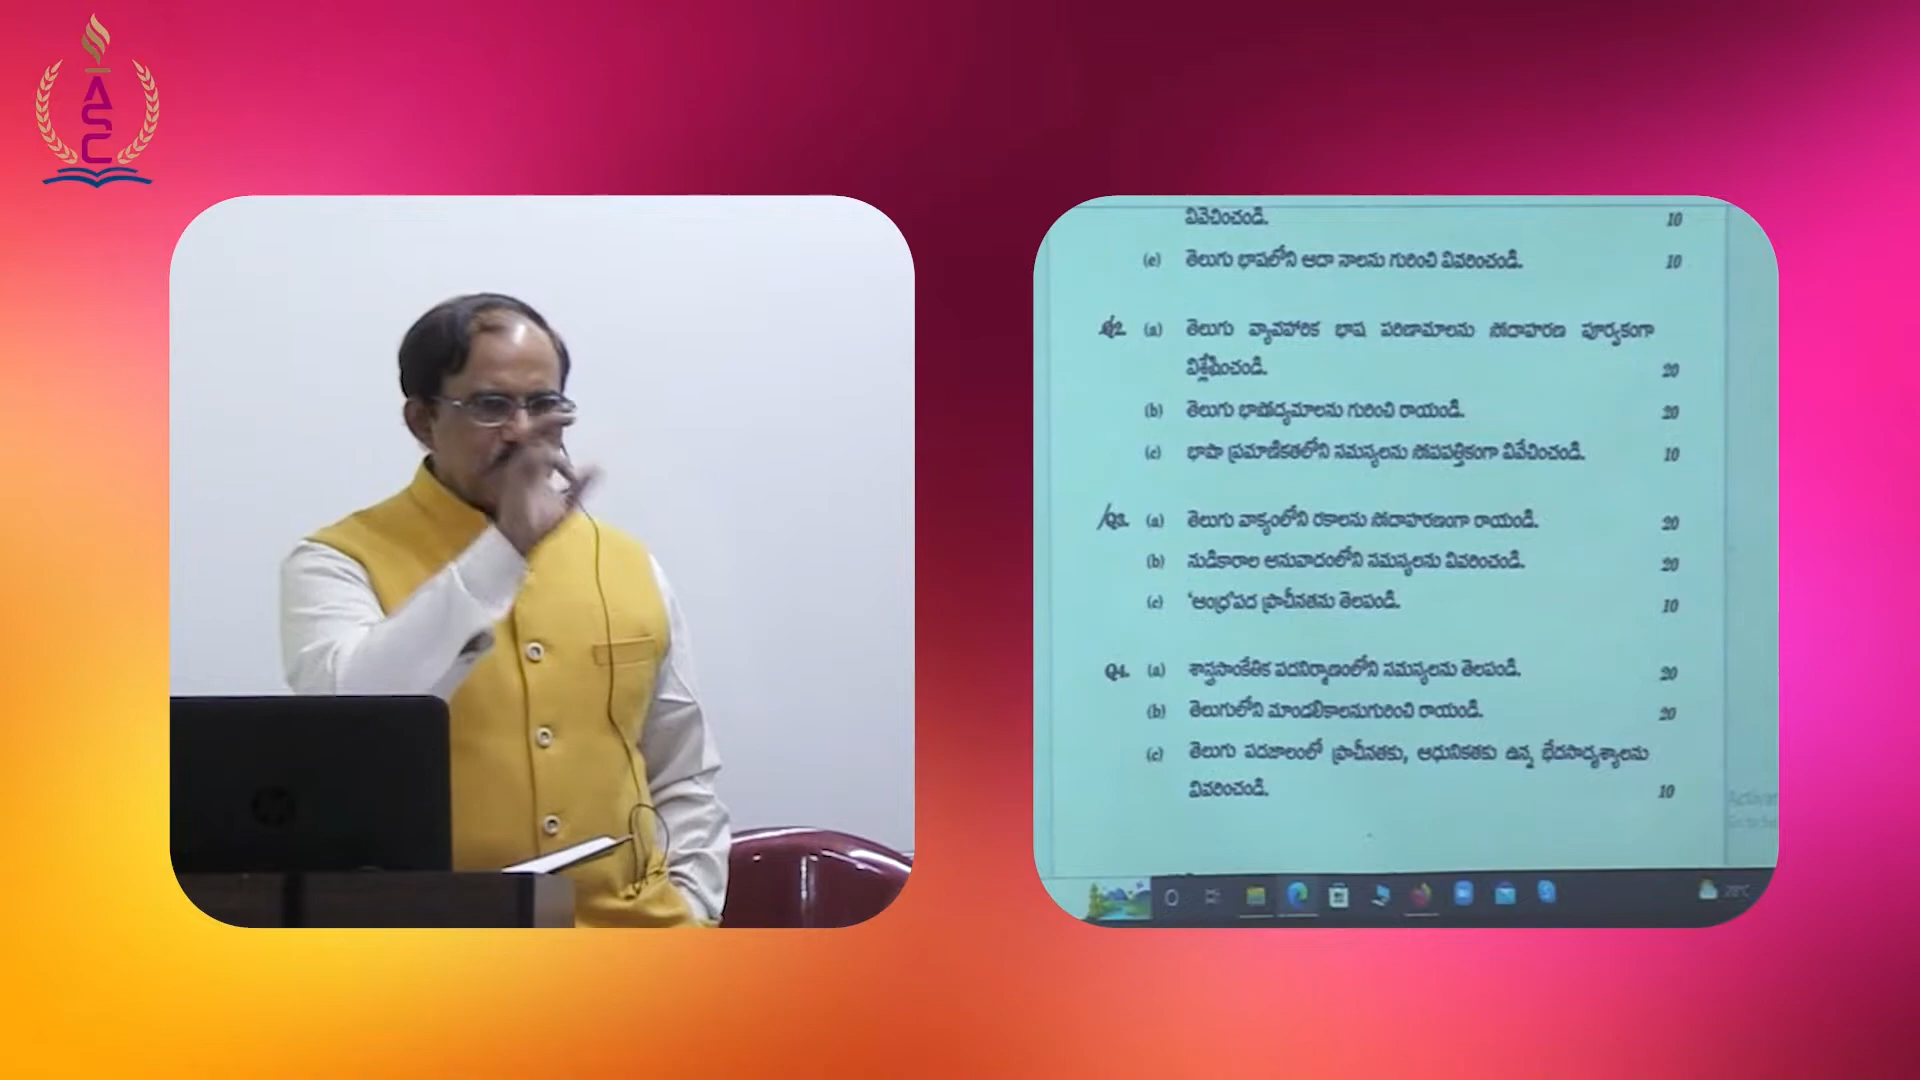 ASC
వివేచించండి. 10
(e) తెలుగు భాషలోని ఆదా నాలను గురించి వివరించండి. 10
Q2. (a) తెలుగు వ్యావహారిక భాష పరిణామాలను సోదాహరణ పూర్వకంగా
విశ్లేషించండి. 20
(b) తెలుగు భాషోద్యమాలను గురించి రాయండి. 20
(c) భాషా ప్రమాణికతలోని సమస్యలను సోపపత్తికంగా వివేచించండి. 10
Q3. (a) తెలుగు వాక్యంలోని రకాలను సోదాహరణంగా రాయండి. 20
(b) నుడికారాల అనువాదంలోని సమస్యలను వివరించండి. 20
(c) 'ఆంధ్ర'పద ప్రాచీనతను తెలపండి. 10
Q4. (a) శాస్త్రసాంకేతిక పదనిర్మాణంలోని సమస్యలను తెలపండి. 20
(b) తెలుగులోని మాండలికాలనుగురించి రాయండి. 20
(c) తెలుగు పదజాలంలో ప్రాచీనతకు, ఆధునికతకు ఉన్న భేదసాదృశ్యాలను
వివరించండి. 10
28°C